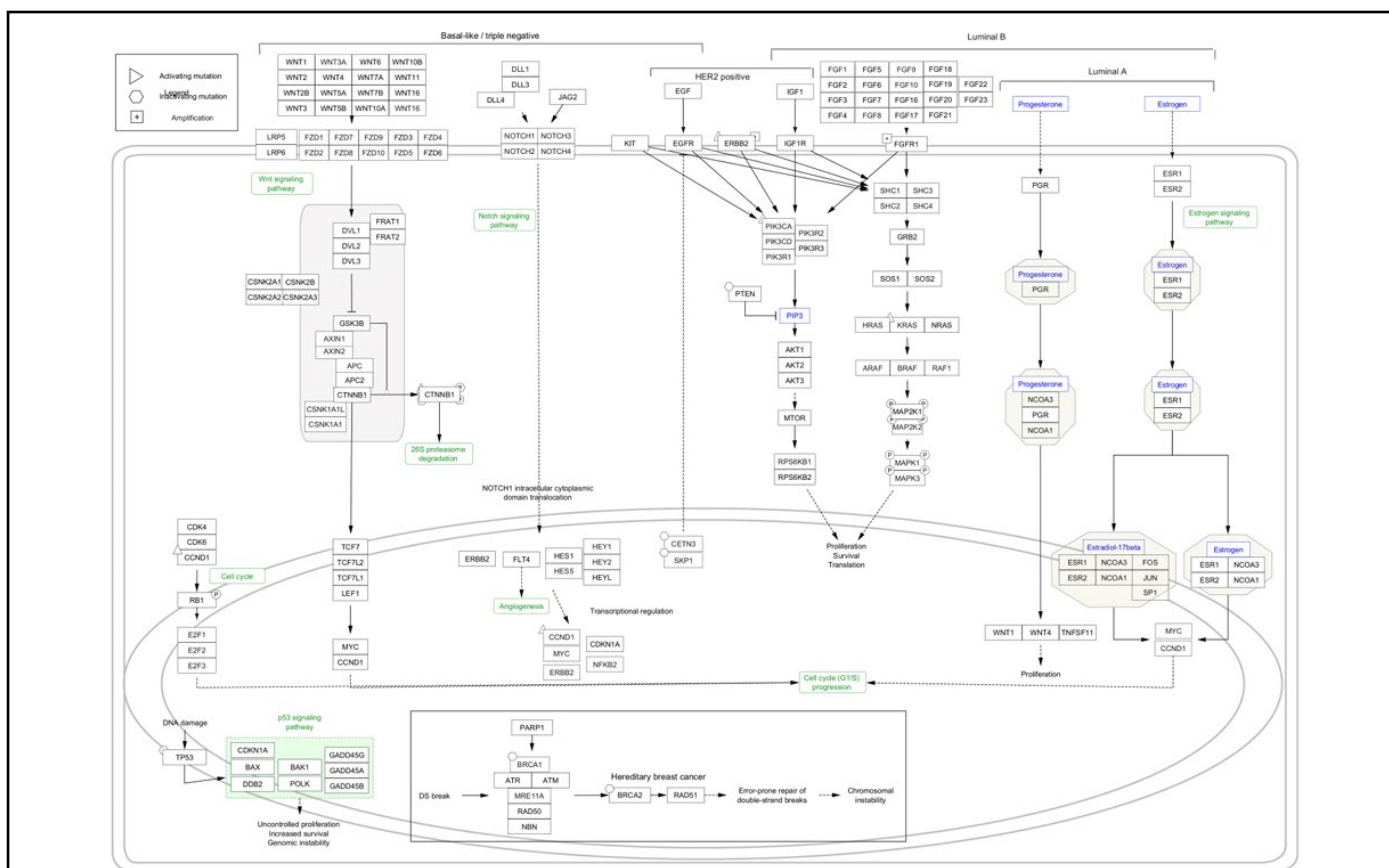 Basal-like / triple negative
Luminal B
HER2 positive
Luminal A
Legend
Activating mutation
Inactivating mutation
Amplification
WNT1 WNT3A WNT6 WNT10B
WNT2 WNT4 WNT7A WNT11
WNT2B WNT5A WNT7B WNT16
WNT3 WNT5B WNT10A WNT16
DLL1
DLL3
DLL4
JAG2
EGF
IGF1
FGF1 FGF5 FGF9 FGF18
FGF2 FGF6 FGF10 FGF19 FGF22
FGF3 FGF7 FGF16 FGF20 FGF23
FGF4 FGF8 FGF17 FGF21
Progesterone
Estrogen
LRP5 FZD1 FZD7 FZD9 FZD3 FZD4
LRP6 FZD2 FZD8 FZD10 FZD5 FZD6
NOTCH1 NOTCH3
NOTCH2 NOTCH4
KIT
EGFR
ERBB2
IGF1R
FGFR1
Wnt signaling
pathway
Notch signaling
pathway
Estrogen signaling
pathway
PGR
ESR1
ESR2
SHC1 SHC3
SHC2 SHC4
GRB2
SOS1 SOS2
HRAS KRAS NRAS
ARAF BRAF RAF1
MAP2K1
MAP2K2
MAPK1
MAPK3
PIK3CA
PIK3CD
PIK3R1
PIK3R2
PIK3R3
PTEN
PIP3
AKT1
AKT2
AKT3
MTOR
RPS6KB1
RPS6KB2
Proliferation
Survival
Translation
FRAT1
FRAT2
DVL1
DVL2
DVL3
CSNK2A1 CSNK2B
CSNK2A2 CSNK2A3
GSK3B
AXIN1
AXIN2
APC
APC2
CTNNB1
CSNK1A1L
CSNK1A1
CTNNB1
P
26S proteasome
degradation
Progesterone
PGR
Estrogen
ESR1
ESR2
Progesterone
NCOA3
PGR
NCOA1
Estrogen
ESR1
ESR2
NOTCH1 intracellular cytoplasmic
domain translocation
CDK4
CDK6
CCND1
Cell cycle
RB1
P
E2F1
E2F2
E2F3
TCF7
TCF7L2
TCF7L1
LEF1
MYC
CCND1
ERBB2
FLT4
HES1
HES5
HEY1
HEY2
HEYL
Angiogenesis
Transcriptional regulation
CCND1
MYC
ERBB2
CDKN1A
NFKB2
CETN3
SKP1
Estradiol-17beta
ESR1 NCOA3 FOS
ESR2 NCOA1 JUN
SP1
Estrogen
ESR1 NCOA3
ESR2 NCOA1
WNT1 WNT4 TNFSF11
Proliferation
MYC
CCND1
Cell cycle (G1/S)
progression
DNA damage
TP53
p53 signaling
pathway
CDKN1A
BAX
DDB2
BAK1
POLK
GADD45G
GADD45A
GADD45B
Uncontrolled proliferation
Increased survival
Genomic instability
PARP1
BRCA1
ATR ATM
MRE11A
RAD50
NBN
DS break
Hereditary breast cancer
BRCA2
RAD51
Error-prone repair of
double-strand breaks
Chromosomal
instability